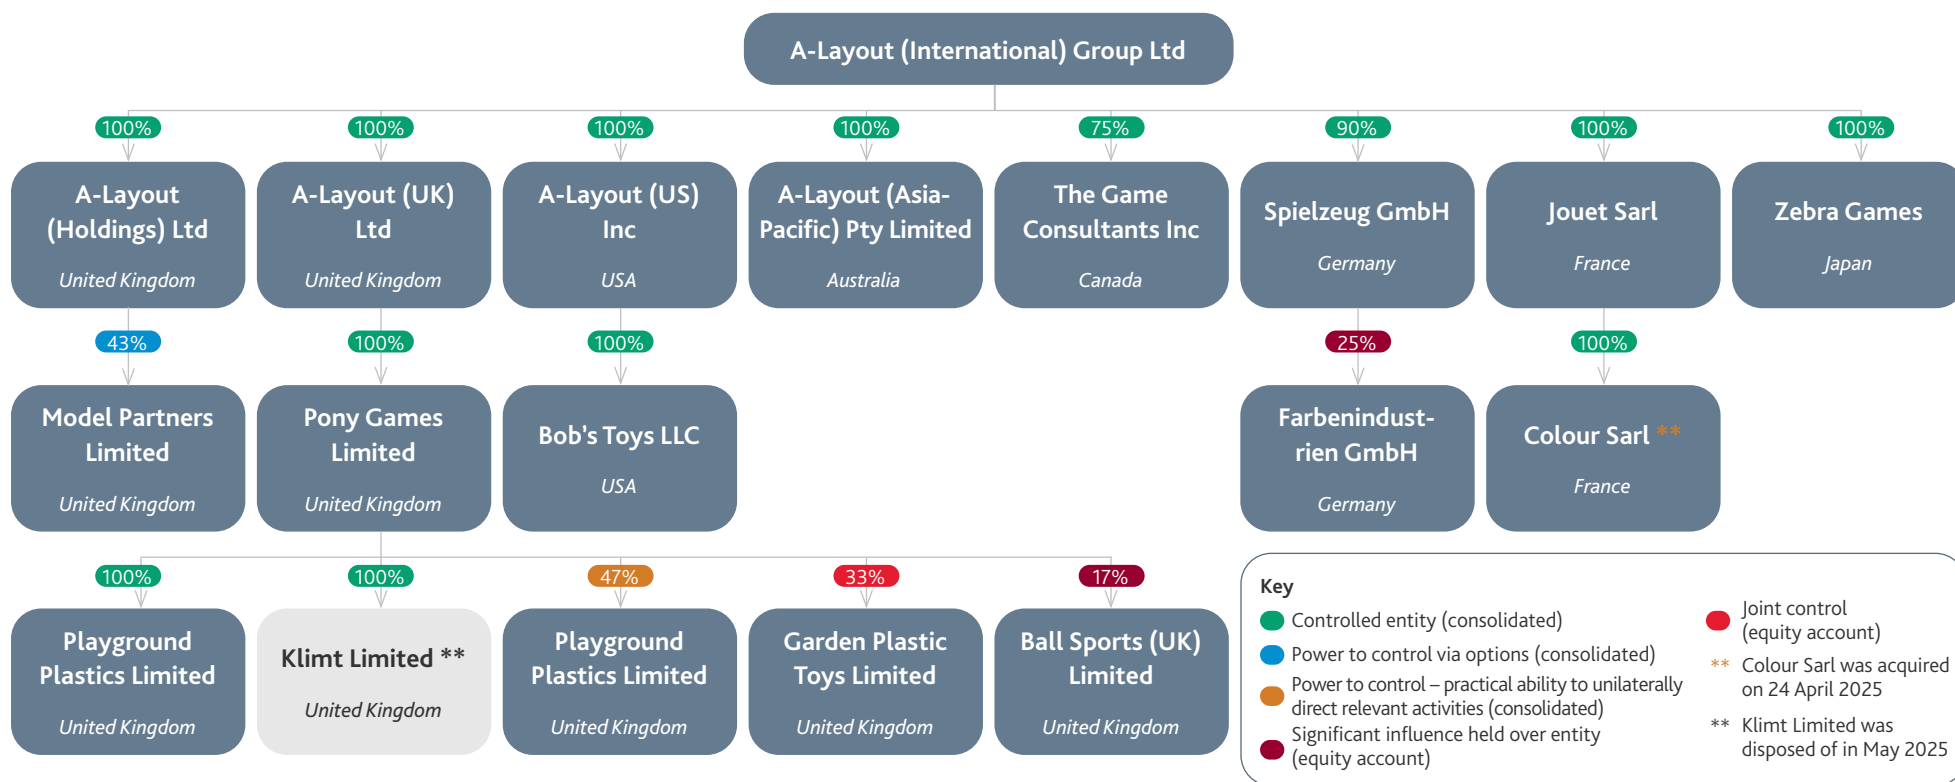 A-Layout (International) Group Ltd
100%
100%
100%
100%
75%
90%
100%
100%
A-Layout
(Holdings) Ltd
United Kingdom
A-Layout (UK)
Ltd
United Kingdom
A-Layout (US)
Inc
USA
A-Layout (Asia-
Pacific) Pty Limited
Australia
The Game
Consultants Inc
Canada
Spielzeug GmbH
Germany
Jouet Sarl
France
Zebra Games
Japan
43%
100%
100%
25%
100%
Model Partners
Limited
United Kingdom
Pony Games
Limited
United Kingdom
Bob’s Toys LLC
USA
Farbenindust-
rien GmbH
Germany
Colour Sarl **
France
100%
100%
47%
33%
17%
Playground
Plastics Limited
United Kingdom
Klimt Limited **
United Kingdom
Playground
Plastics Limited
United Kingdom
Garden Plastic
Toys Limited
United Kingdom
Ball Sports (UK)
Limited
United Kingdom
Key
Controlled entity (consolidated)
Power to control via options (consolidated)
Power to control – practical ability to unilaterally
direct relevant activities (consolidated)
Significant influence held over entity
(equity account)
Joint control
(equity account)
** Colour Sarl was acquired
on 24 April 2025
** Klimt Limited was
disposed of in May 2025